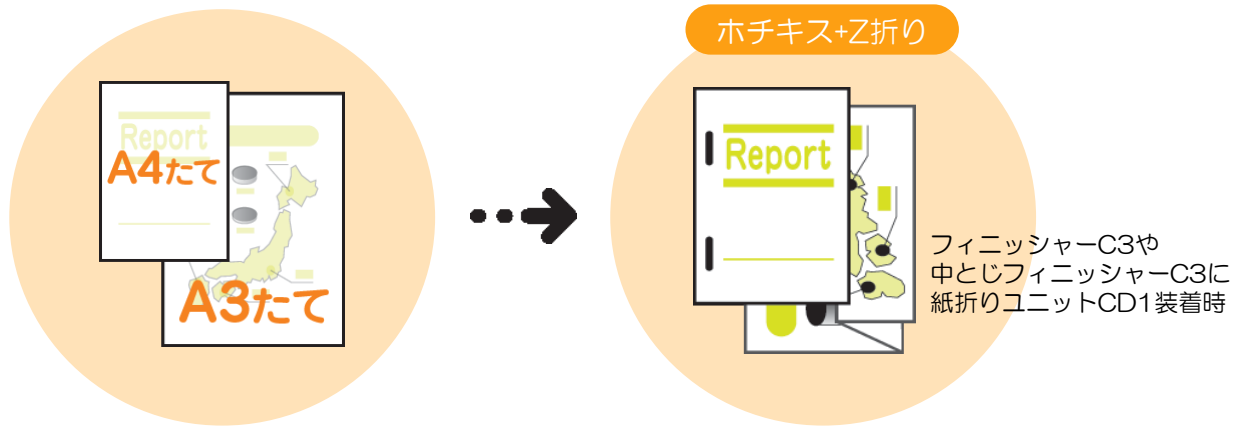 Report
A4たて
A3たて
ホチキス+Z折り
Report
フィニッシャーC3や
中とじフィニッシャーC3に
紙折りユニットCD1装着時